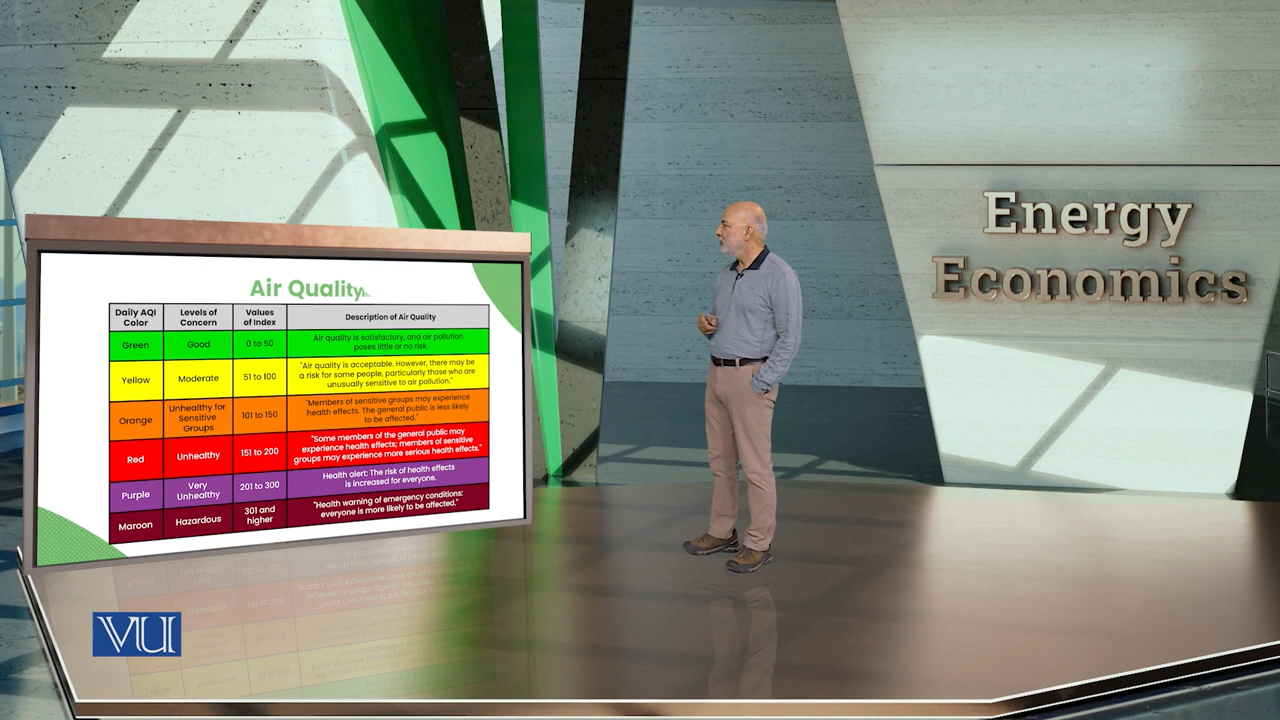 Energy
Economics
Air Quality
Daily AQI Color
Levels of Concern
Values of Index
Description of Air Quality
Green
Good
0 to 50
Air quality is satisfactory, and air pollution
poses little or no risk.
Yellow
Moderate
51 to 100
"Air quality is acceptable. However, there may be
a risk for some people, particularly those who are
unusually sensitive to air pollution."
Orange
Unhealthy for
Sensitive
Groups
101 to 150
"Members of sensitive groups may experience
health effects. The general public is less likely
to be affected."
Red
Unhealthy
151 to 200
"Some members of the general public may
experience health effects; members of sensitive
groups may experience more serious health effects."
Purple
Very
Unhealthy
201 to 300
Health alert: The risk of health effects
is increased for everyone.
Maroon
Hazardous
301 and
higher
"Health warning of emergency conditions:
everyone is more likely to be affected."
VU